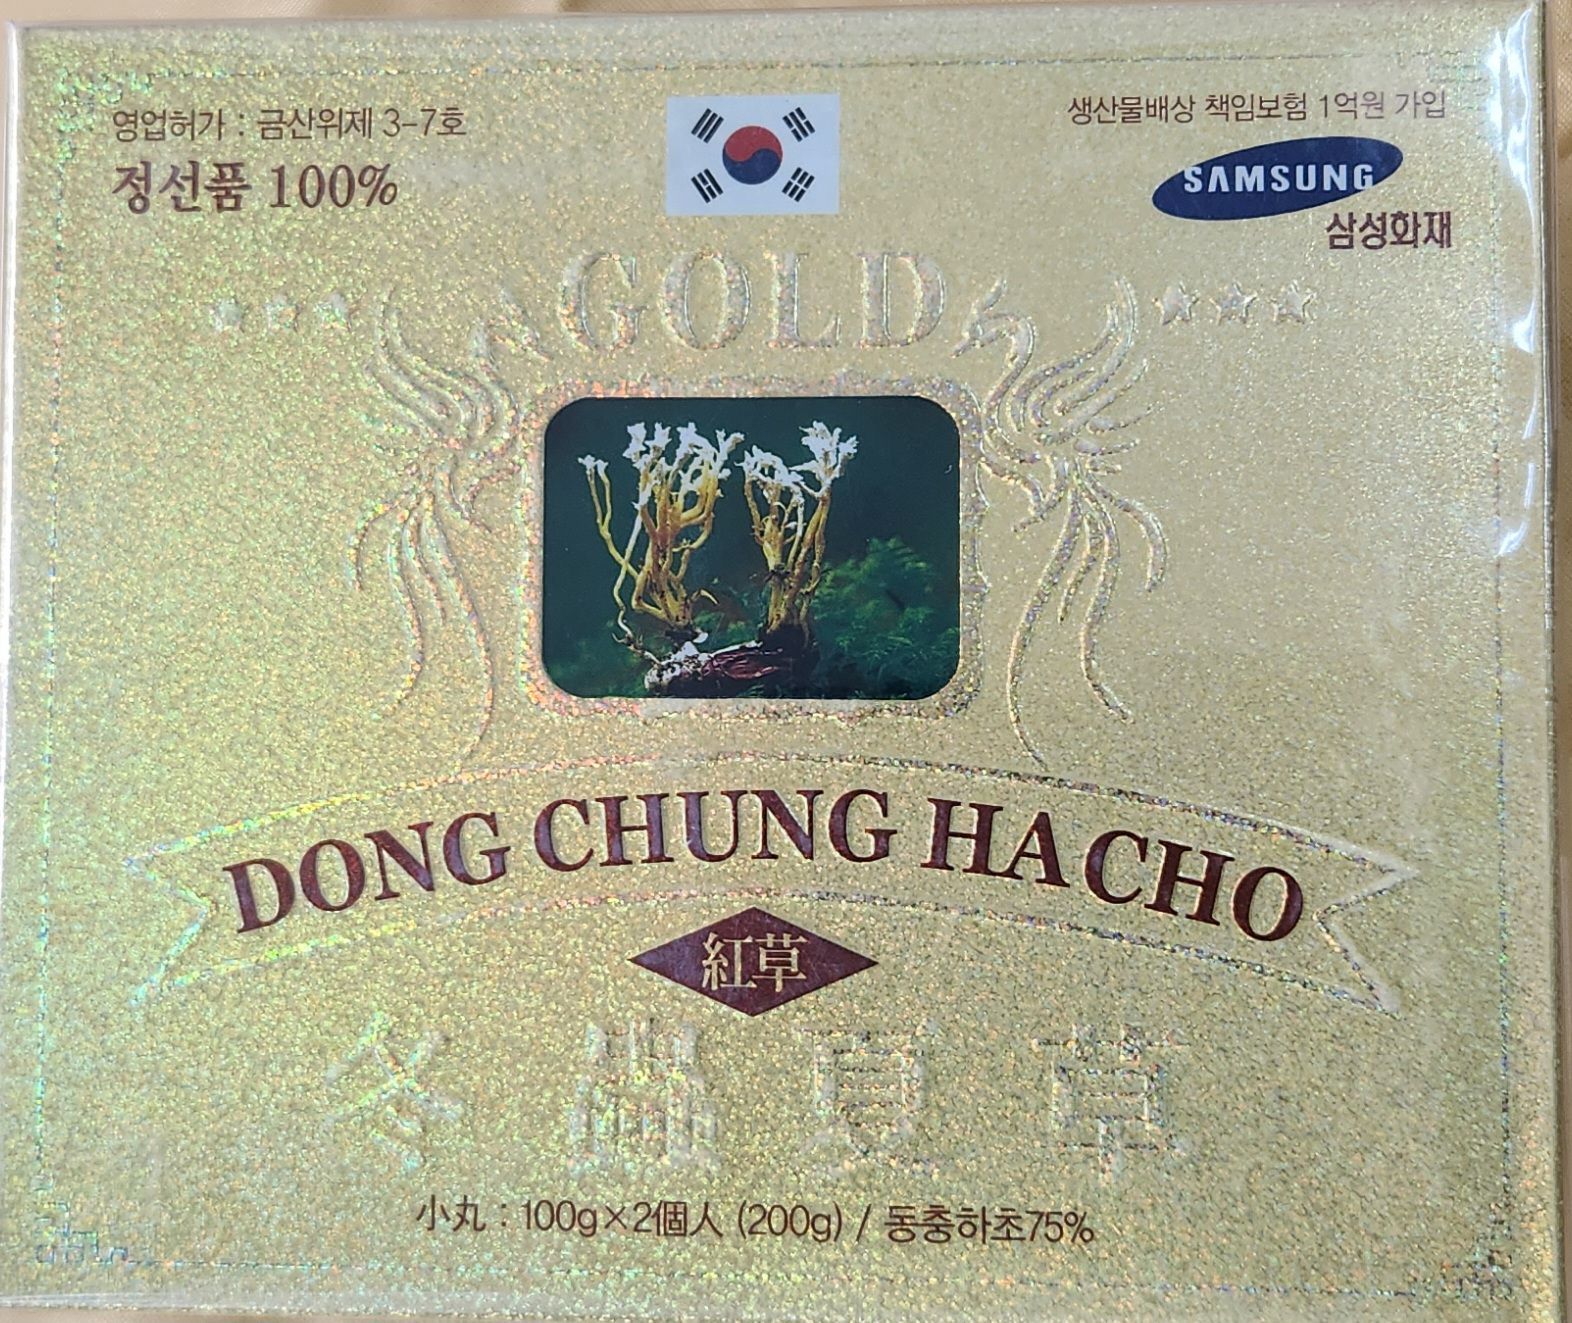 영업허가 : 금산위제 3-7호
정선품 100%
생산물배상 책임보험 1억원 가입
SAMSUNG
삼성화재
GOLD
DONG CHUNG HACHO
紅草
冬蟲夏草
小丸 : 100g×2個入 (200g) / 동충하초75%